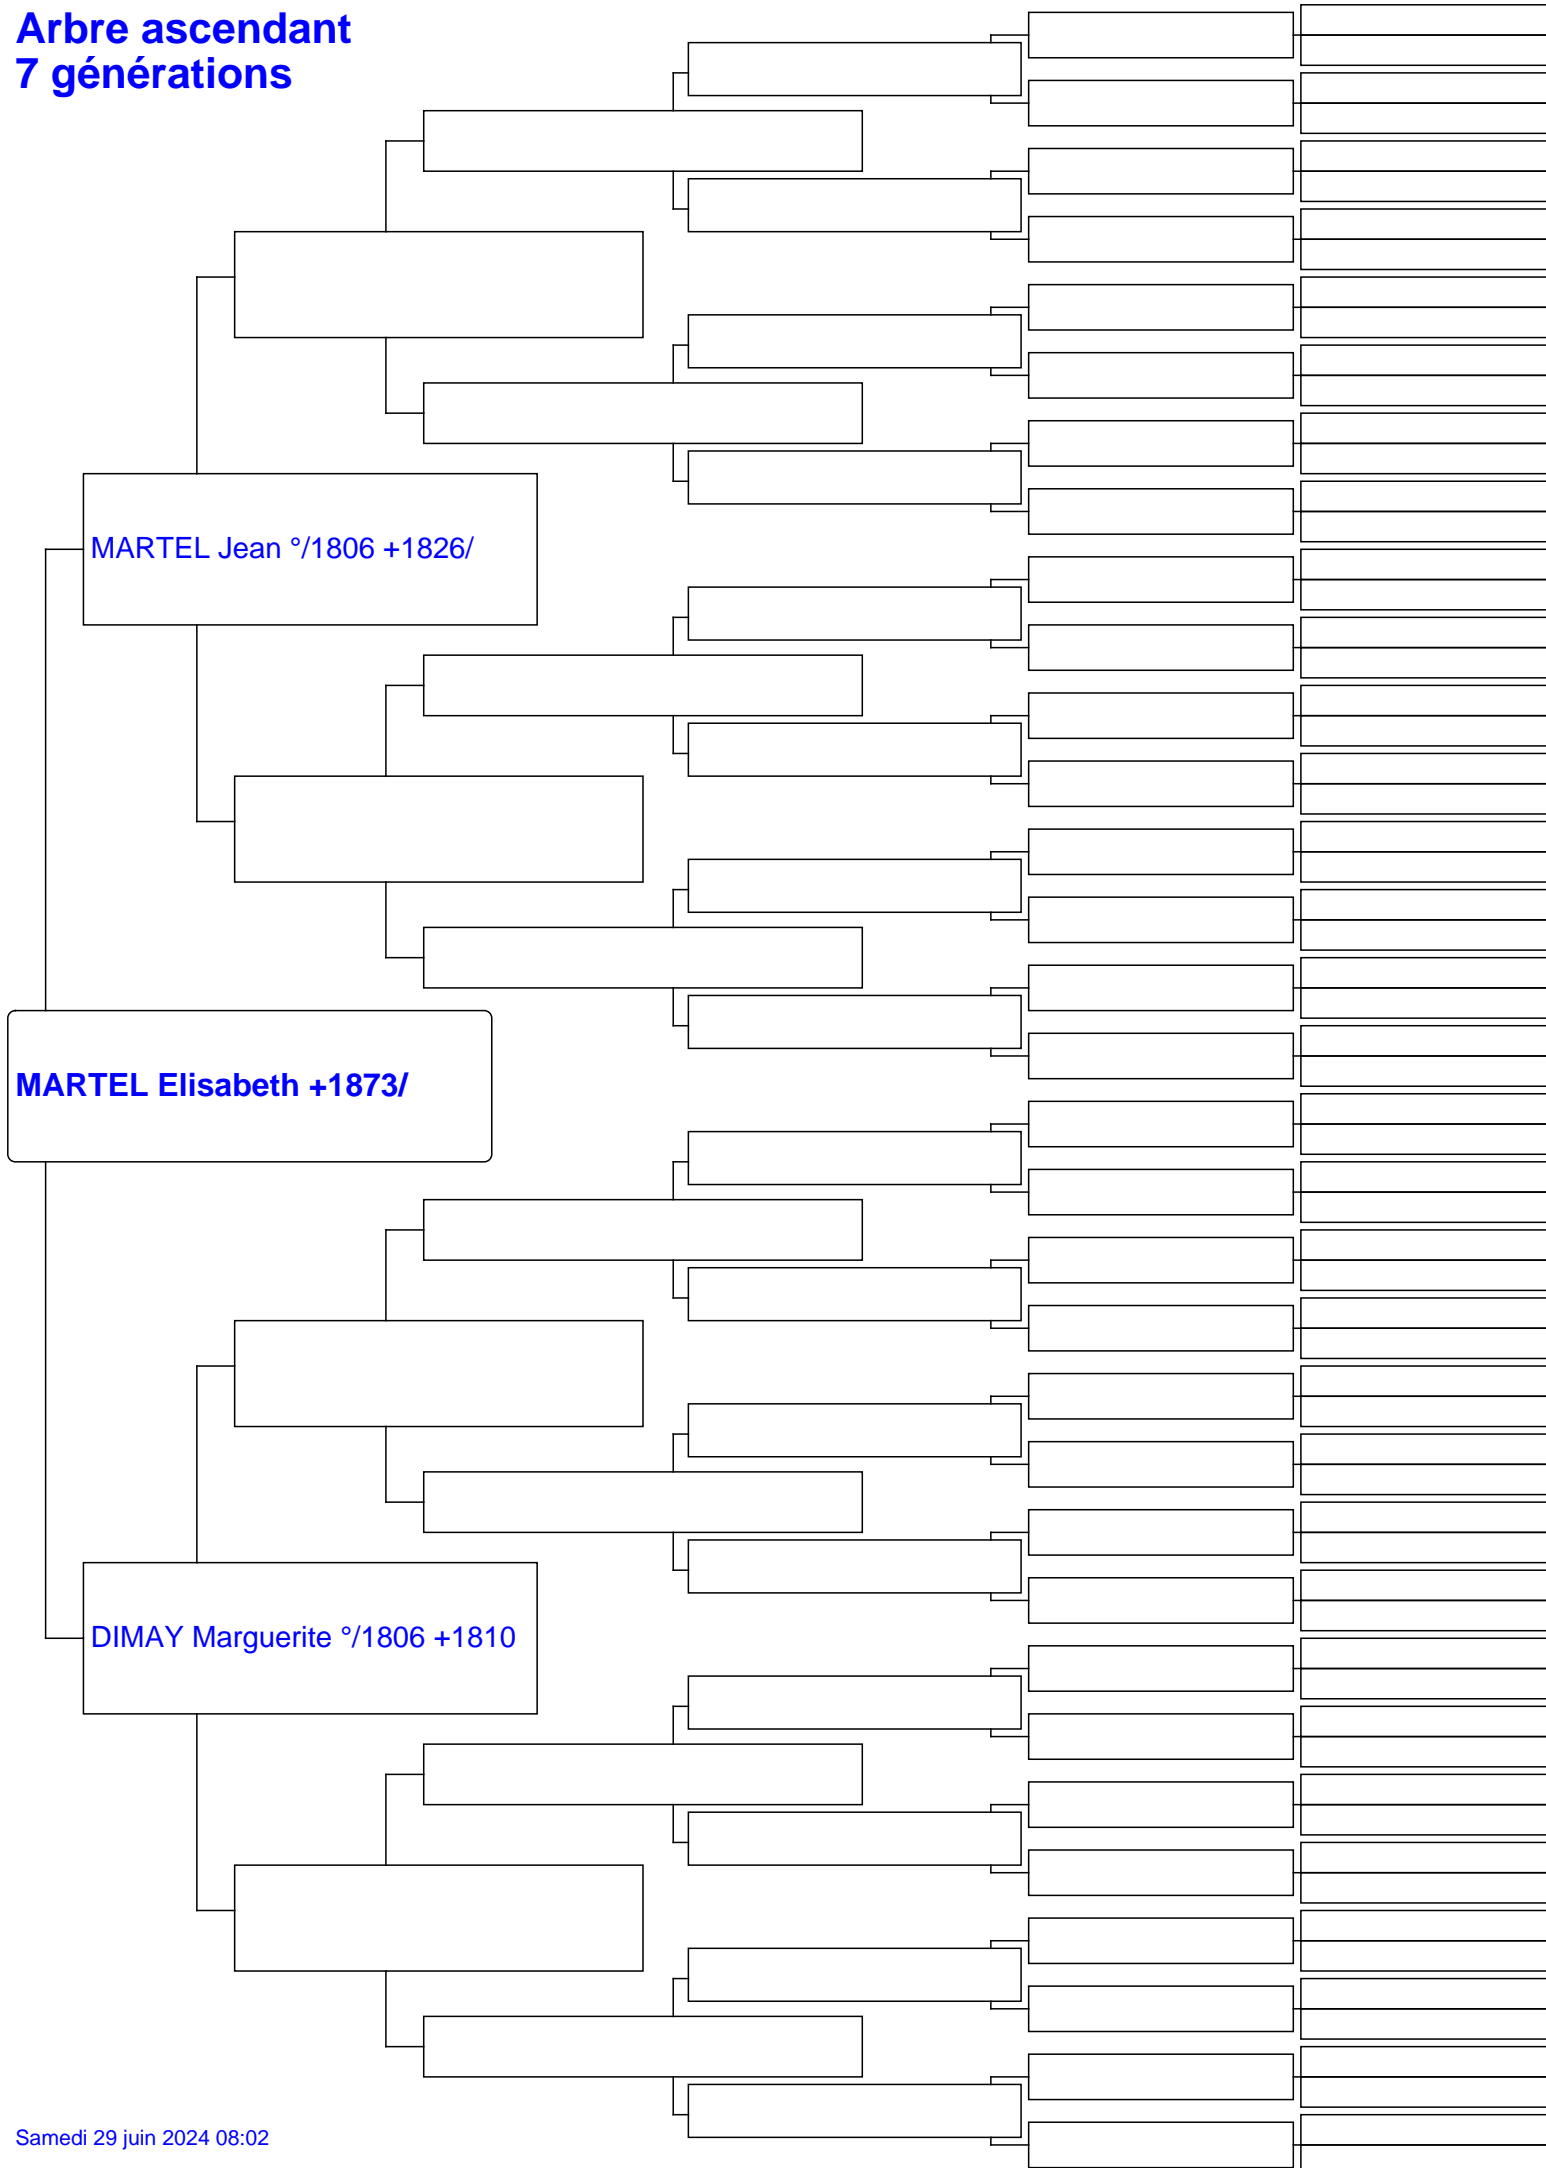 Arbre ascendant
7 générations
MARTEL Jean °/1806 +1826/
MARTEL Elisabeth +1873/
DIMAY Marguerite °/1806 +1810
Samedi 29 juin 2024 08:02